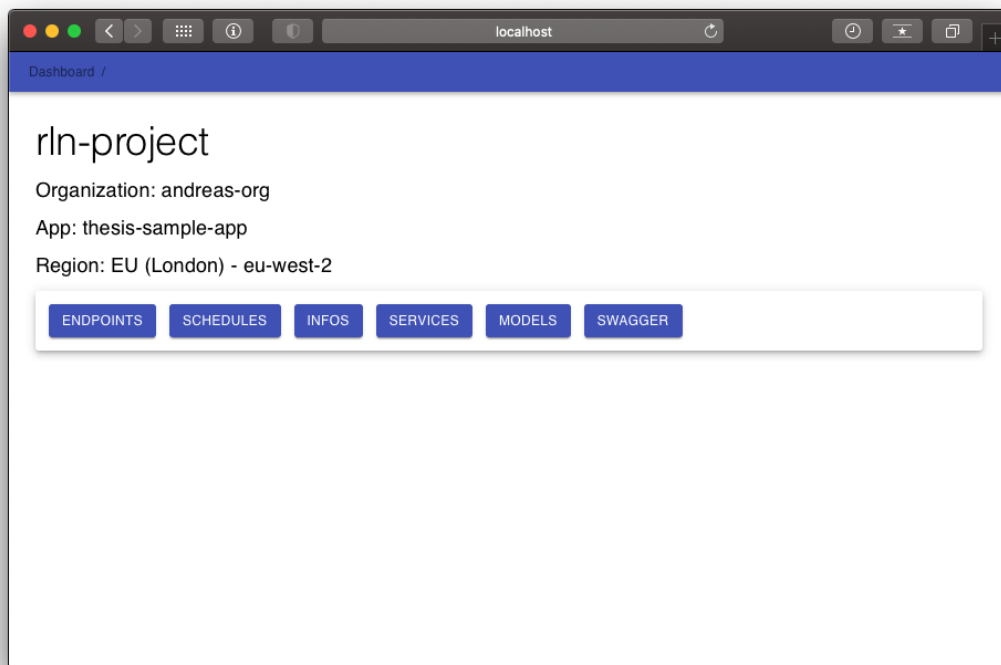 localhost
Dashboard /
rln-project
Organization: andreas-org
App: thesis-sample-app
Region: EU (London) - eu-west-2
ENDPOINTS SCHEDULES INFOS SERVICES MODELS SWAGGER